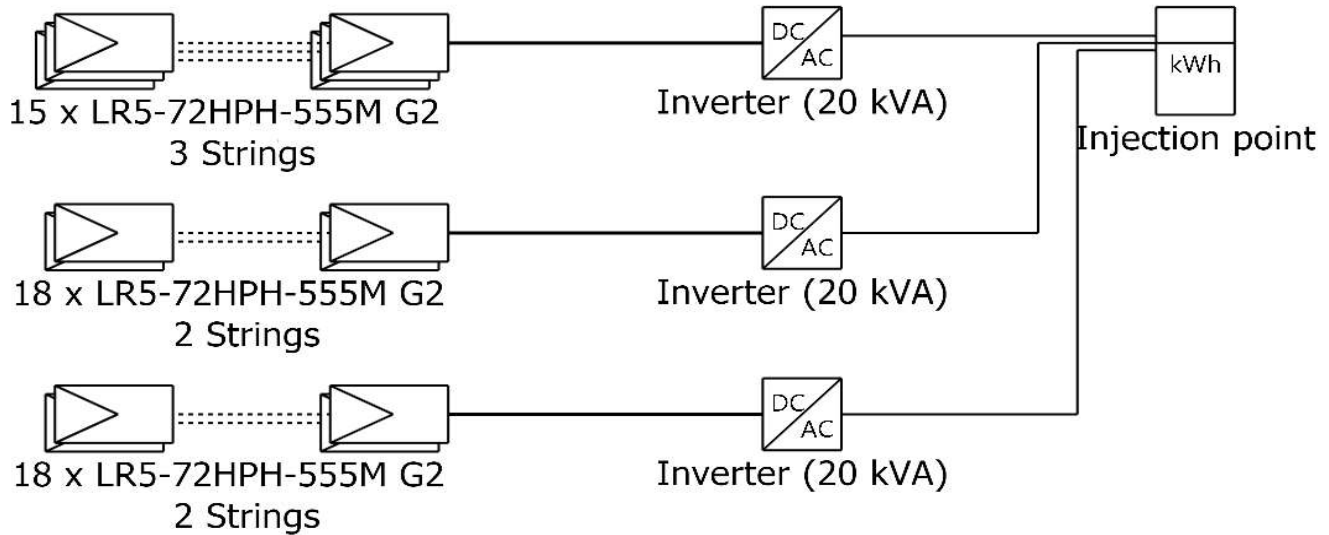 DC
AC
kWh
15 x LR5-72HPH-555M G2
3 Strings
Inverter (20 kVA)
Injection point
DC
AC
18 x LR5-72HPH-555M G2
2 Strings
Inverter (20 kVA)
DC
AC
18 x LR5-72HPH-555M G2
2 Strings
Inverter (20 kVA)